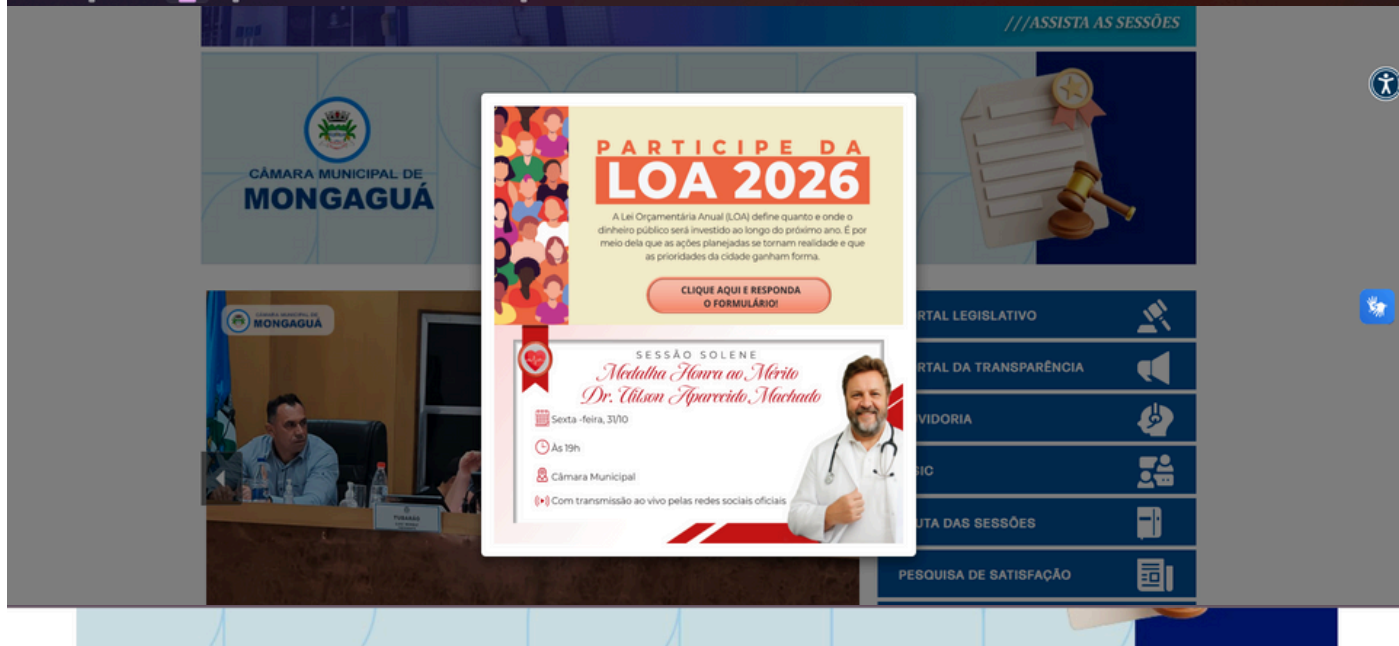 ///ASSISTA AS SESSÕES
CÂMARA MUNICIPAL DE
MONGAGUÁ
PARTICIPE DA
LOA 2026
A Lei Orçamentária Anual (LOA) define quanto e onde o
dinheiro público será investido ao longo do próximo ano. É por
meio dela que as ações planejadas se tornam realidade e que
as prioridades da cidade ganham forma.
CLIQUE AQUI E RESPONDA
O FORMULÁRIO!
SESSÃO SOLENE
Medalha Honra ao Mérito
Dr. Uilson Aparecido Machado
Sexta -feira, 31/10
Às 19h
Câmara Municipal
Com transmissão ao vivo pelas redes sociais oficiais
CÂMARA MUNICIPAL DE
MONGAGUÁ
TUBARÃO
RTAL LEGISLATIVO
RTAL DA TRANSPARÊNCIA
VIDORIA
SIC
UTA DAS SESSÕES
PESQUISA DE SATISFAÇÃO